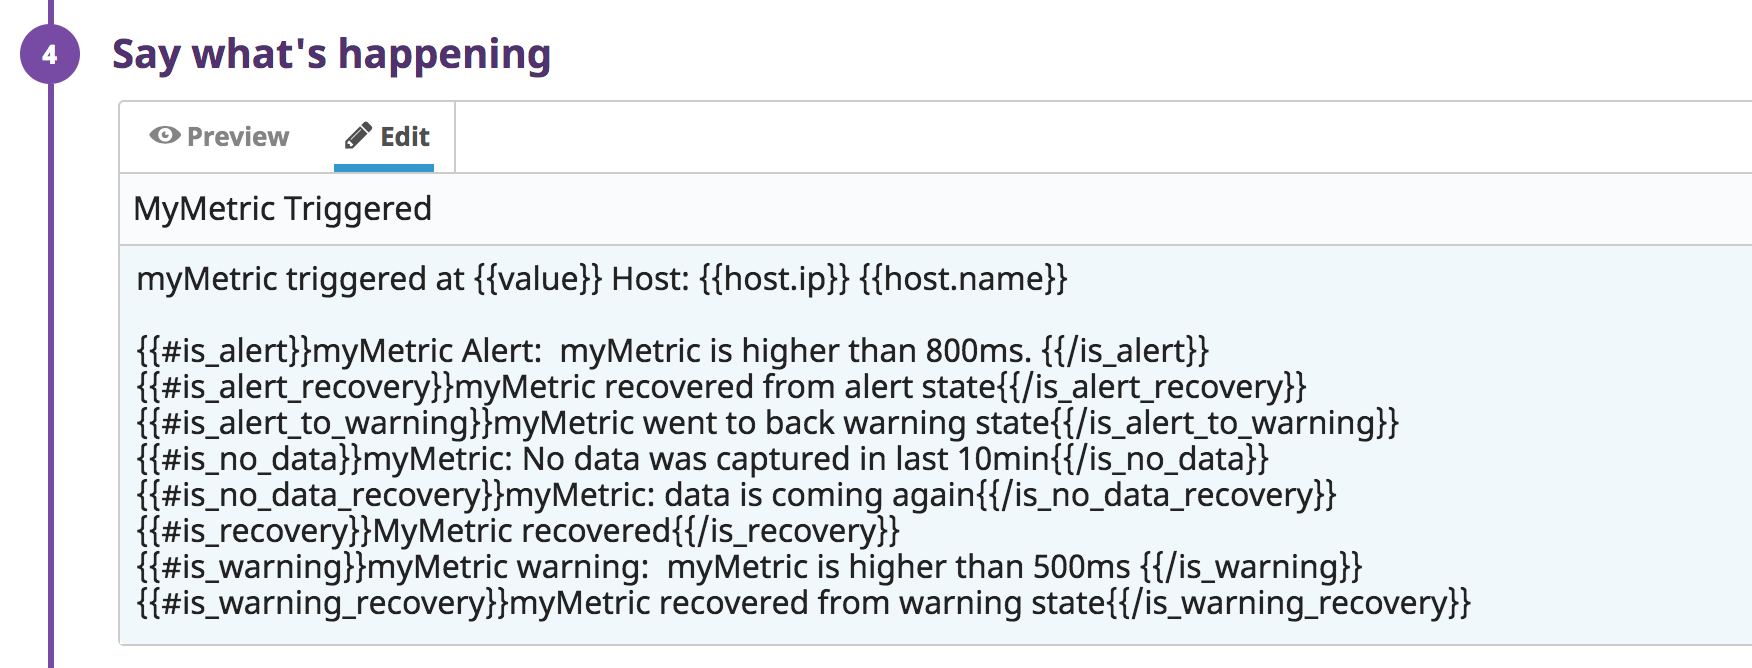 4
Say what's happening
Preview
Edit
MyMetric Triggered
myMetric triggered at {{value}} Host: {{host.ip}} {{host.name}}
{{#is_alert}}myMetric Alert:  myMetric is higher than 800ms. {{/is_alert}}
{{#is_alert_recovery}}myMetric recovered from alert state{{/is_alert_recovery}}
{{#is_alert_to_warning}}myMetric went to back warning state{{/is_alert_to_warning}}
{{#is_no_data}}myMetric: No data was captured in last 10min{{/is_no_data}}
{{#is_no_data_recovery}}myMetric: data is coming again{{/is_no_data_recovery}}
{{#is_recovery}}MyMetric recovered{{/is_recovery}}
{{#is_warning}}myMetric warning:  myMetric is higher than 500ms {{/is_warning}}
{{#is_warning_recovery}}myMetric recovered from warning state{{/is_warning_recovery}}